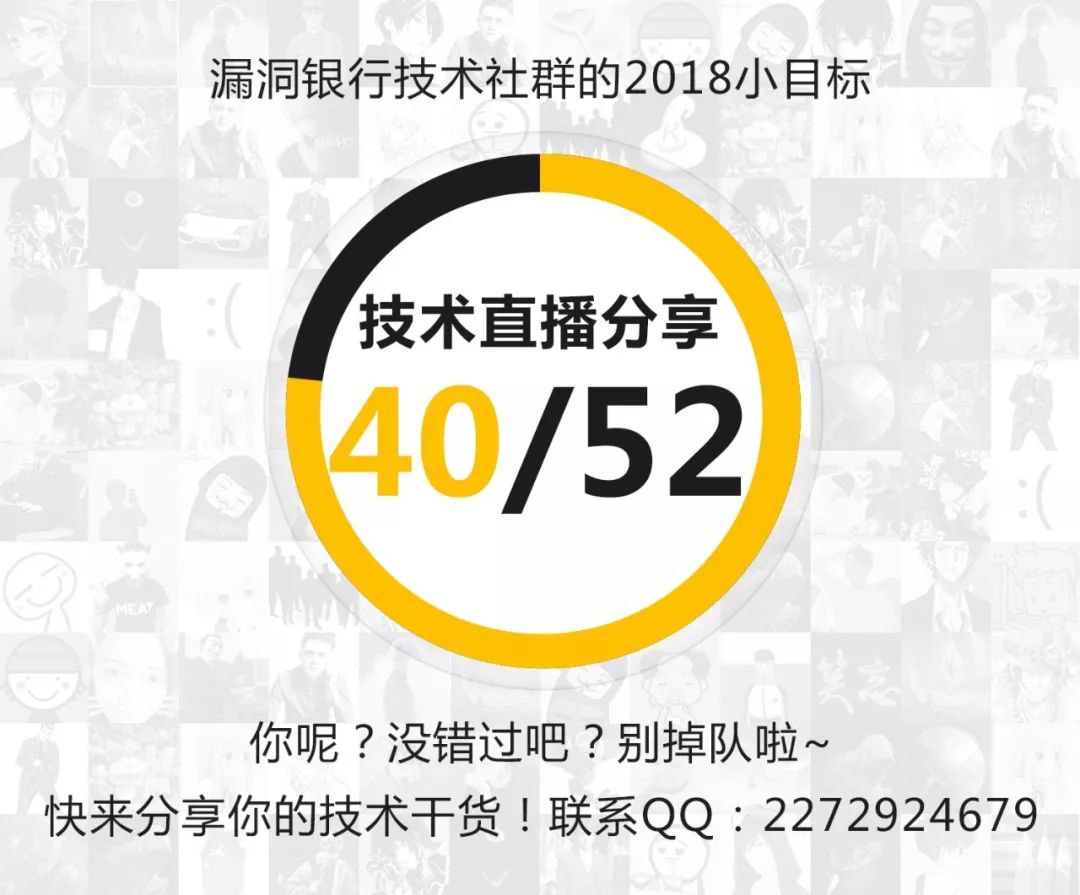 漏洞银行技术社群的2018小目标
技术直播分享
40/52
MEAT
你呢？没错过吧？别掉队啦~
快来分享你的技术干货！联系QQ：2272924679